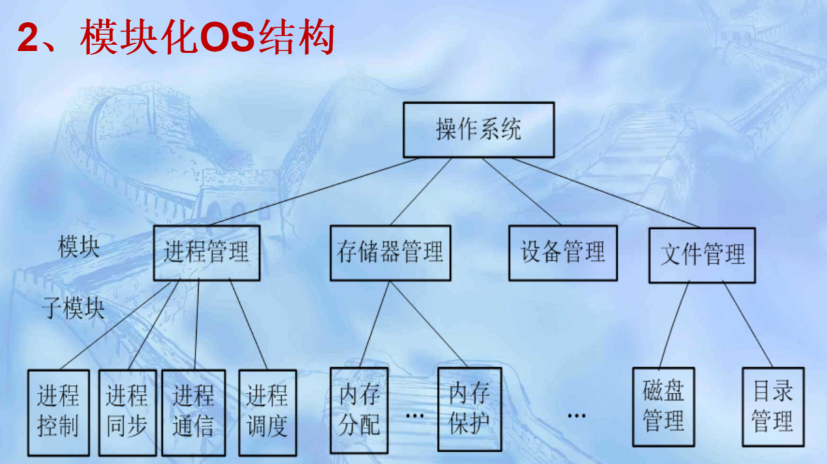 2、模块化OS结构
操作系统
模块
进程管理
存储器管理
设备管理
文件管理
子模块
进程
控制
进程
同步
进程
通信
进程
调度
内存
分配
...
内存
保护
...
磁盘
管理
目录
管理